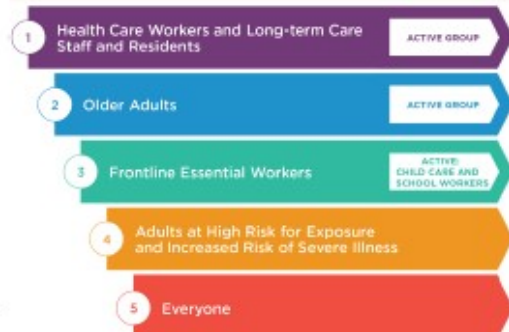 1
Health Care Workers and Long-term Care
Staff and Residents
ACTIVE GROUP
2
Older Adults
ACTIVE GROUP
3
Frontline Essential Workers
ACTIVE:
CHILD CARE AND
SCHOOL WORKERS
4
Adults at High Risk for Exposure
and Increased Risk of Severe Illness
5
Everyone